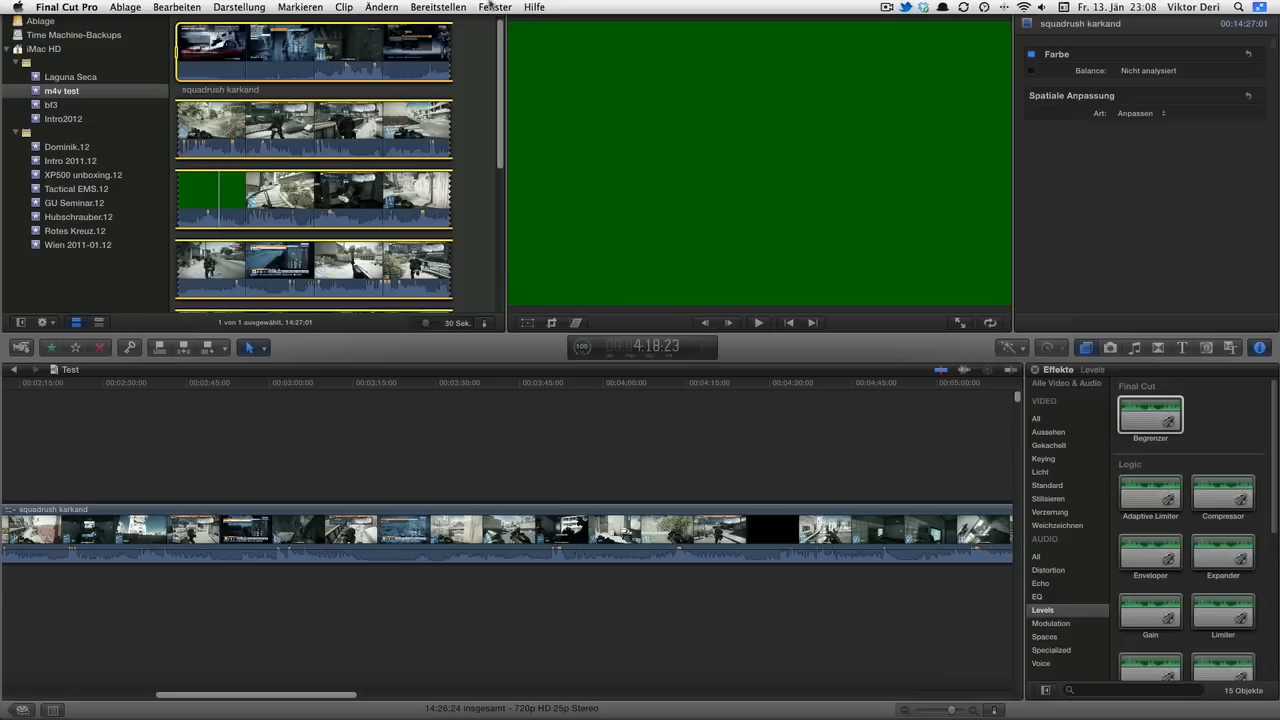 Final Cut Pro Ablage Bearbeiten Darstellung Markieren Clip Ändern Bereitstellen Fenster Hilfe Fr. 13. Jän 23:08 Viktor Deri
Ablage
Time Machine-Backups
iMac HD
Laguna Seca
m4v test
bf3
Intro2012
Dominik.12
Intro 2011.12
XP500 unboxing.12
Tactical EMS.12
GU Seminar.12
Hubschrauber.12
Rotes Kreuz.12
Wien 2011-01.12
squadrush karkand
1 von 1 ausgewählt, 14:27:01
30 Sek.
squadrush karkand 00:14:27:01
Farbe
Balance: Nicht analysiert
Spatiale Anpassung
Art: Anpassen
100
4:18:23
Test
00:02:15:00 00:02:30:00 00:02:45:00 00:03:00:00 00:03:15:00 00:03:30:00 00:03:45:00 00:04:00:00 00:04:15:00 00:04:30:00 00:04:45:00 00:05:00:00
squadrush karkand
14:26:24 insgesamt - 720p HD 25p Stereo
Effekte Levels
Alle Video & Audio
VIDEO
All
Aussehen
Gekachelt
Keying
Licht
Standard
Stilisieren
Verzerrung
Weichzeichnen
AUDIO
All
Distortion
Echo
EQ
Levels
Modulation
Spaces
Specialized
Voice
Final Cut
Begrenzer
Logic
Adaptive Limiter Compressor
Enveloper Expander
Gain Limiter
15 Objekte